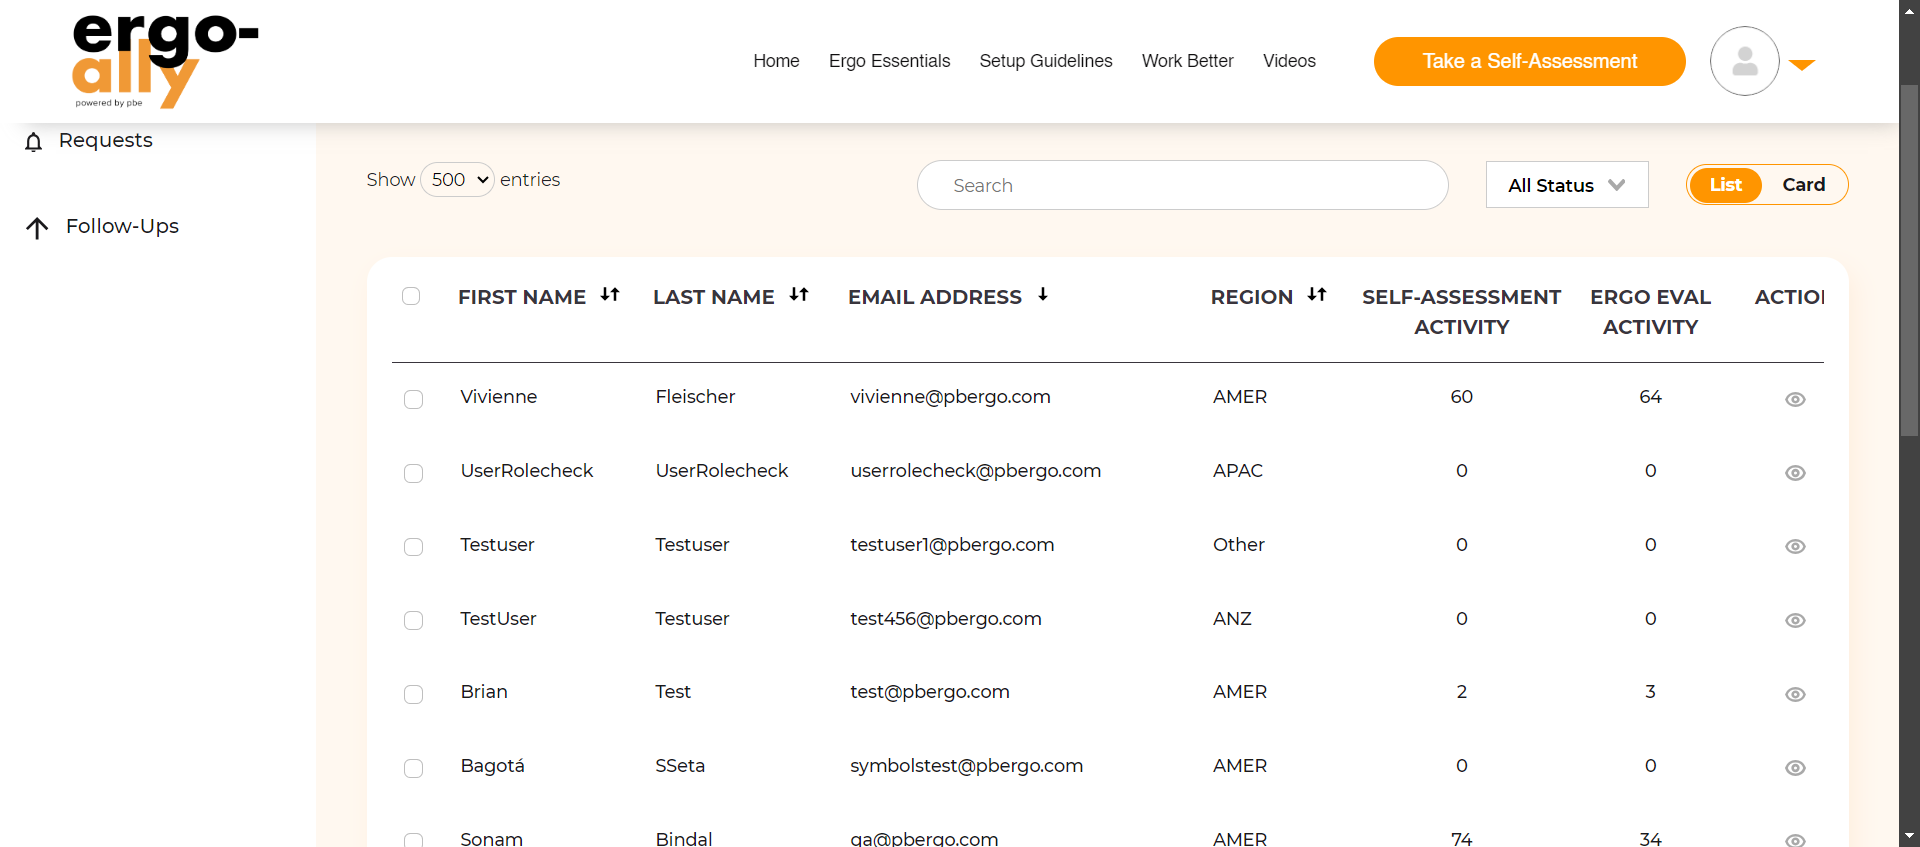 ergo-
ally
powered by pbe
Home Ergo Essentials Setup Guidelines Work Better Videos Take a Self-Assessment
Requests
Follow-Ups
Show 500 entries Search All Status List Card
FIRST NAME LAST NAME EMAIL ADDRESS REGION SELF-ASSESSMENT ACTIVITY ERGO EVAL ACTIVITY ACTION
Vivienne Fleischer vivienne@pbergo.com AMER 60 64
UserRolecheck UserRolecheck userrolecheck@pbergo.com APAC 0 0
Testuser Testuser testuser1@pbergo.com Other 0 0
TestUser Testuser test456@pbergo.com ANZ 0 0
Brian Test test@pbergo.com AMER 2 3
Bagotá SSeta symbolstest@pbergo.com AMER 0 0
Sonam Bindal qa@pbergo.com AMER 74 34